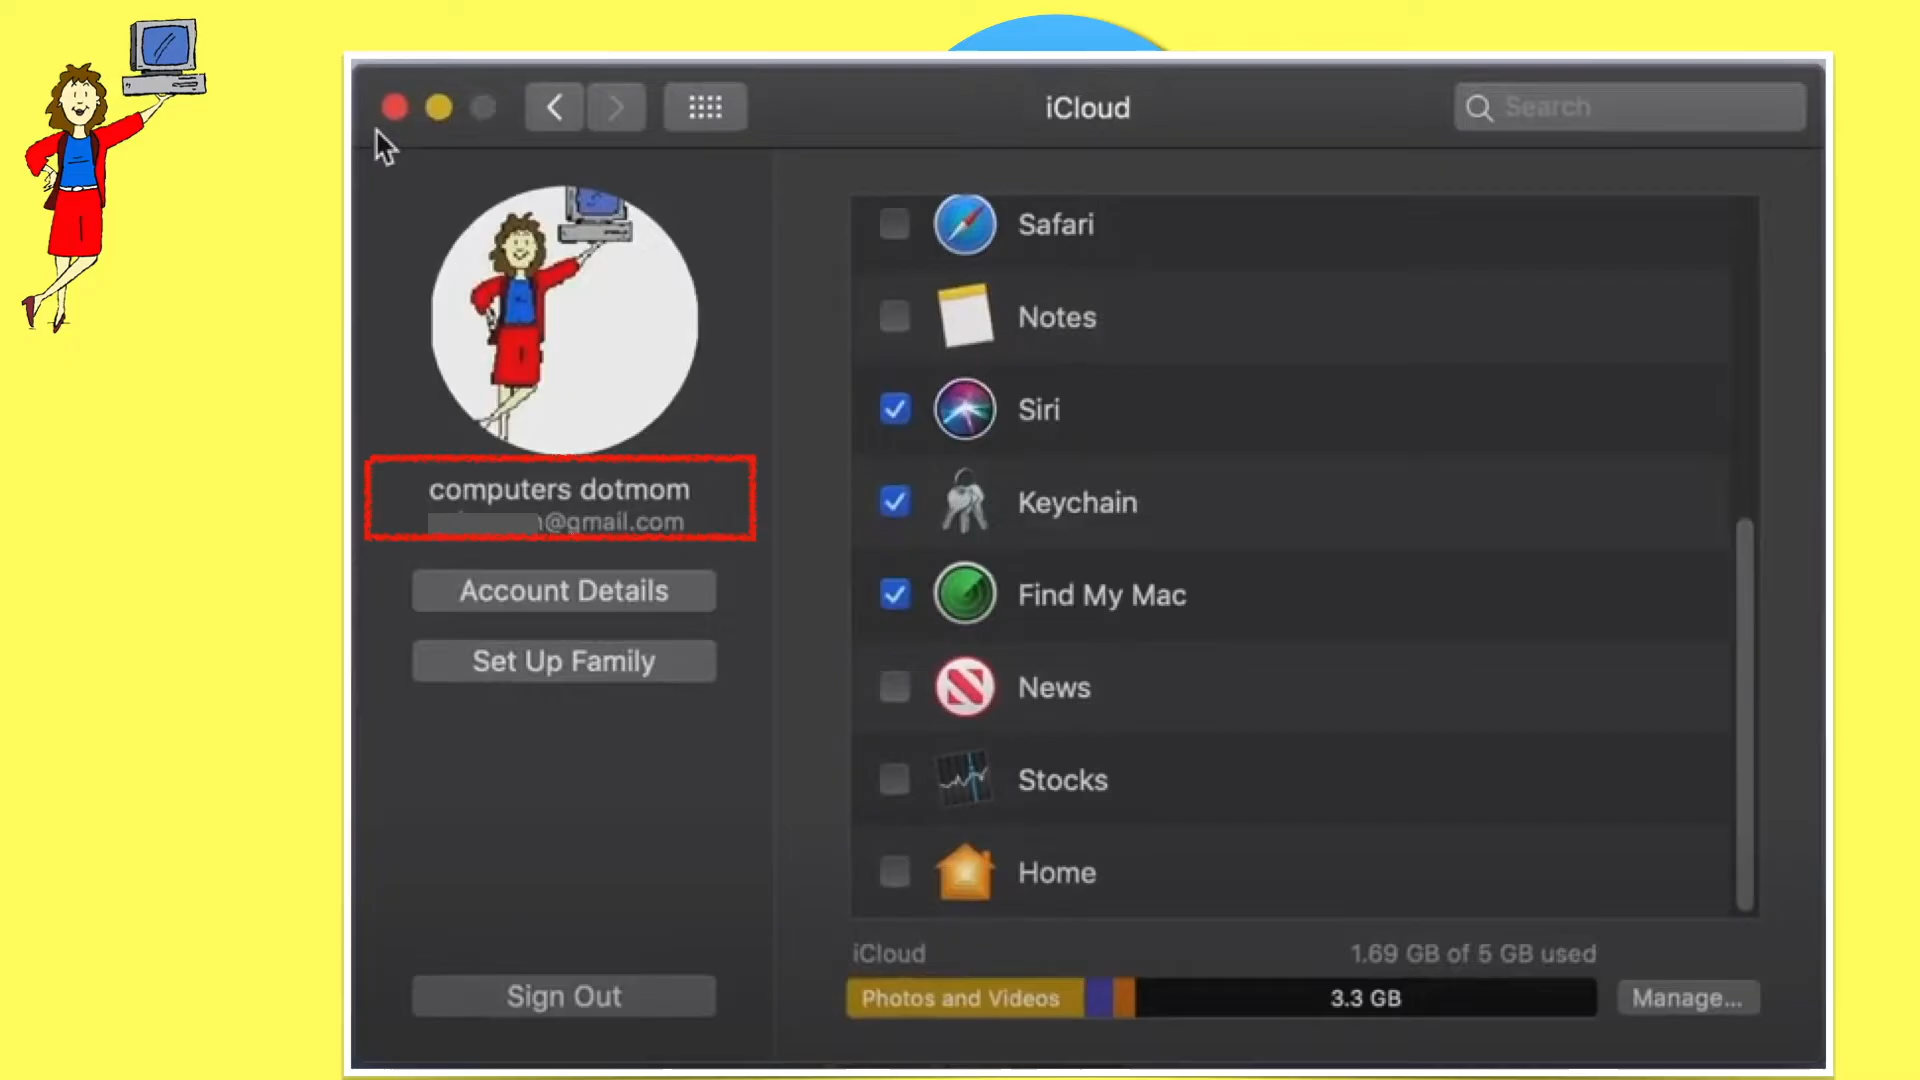 iCloud
Search
Safari
Notes
Siri
computers dotmom
@gmail.com
Keychain
Account Details
Find My Mac
Set Up Family
News
Stocks
Home
iCloud
1.69 GB of 5 GB used
Sign Out
Photos and Videos
3.3 GB
Manage...